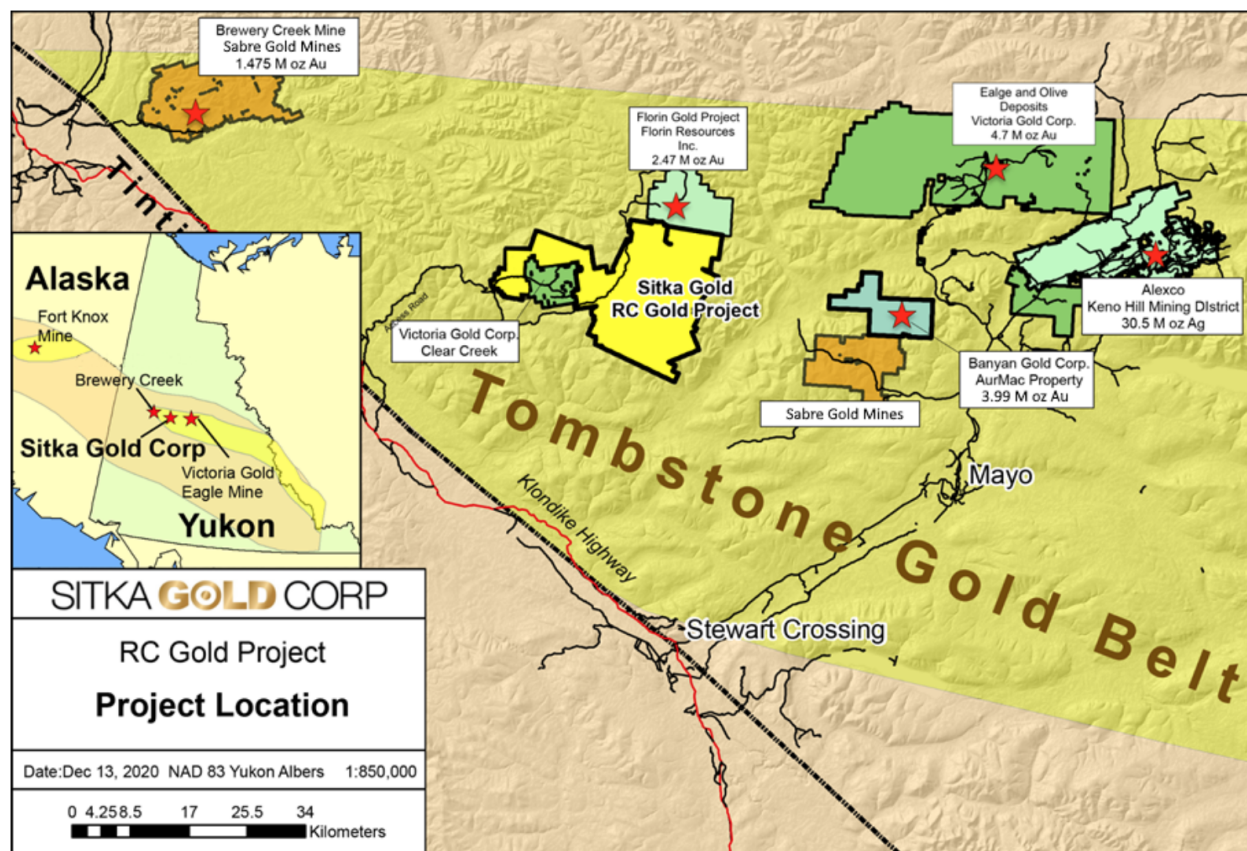 Brewery Creek Mine
Sabre Gold Mines
1.475 M oz Au
Florin Gold Project
Florin Resources
Inc.
2.47 M oz Au
Ealge and Olive
Deposits
Victoria Gold Corp.
4.7 M oz Au
Tinti
Sitka Gold
RC Gold Project
Access Road
Victoria Gold Corp.
Clear Creek
Alexco
Keno Hill Mining DIstrict
30.5 M oz Ag
Banyan Gold Corp.
AurMac Property
3.99 M oz Au
Sabre Gold Mines
Tombstone Gold Belt
Mayo
Klondike Highway
Stewart Crossing
Alaska
Fort Knox
Mine
Brewery Creek
Sitka Gold Corp
Victoria Gold
Eagle Mine
Yukon
SITKA GOLD CORP
RC Gold Project
Project Location
Date:Dec 13, 2020 NAD 83 Yukon Albers 1:850,000
0 4.25 8.5 17 25.5 34
Kilometers